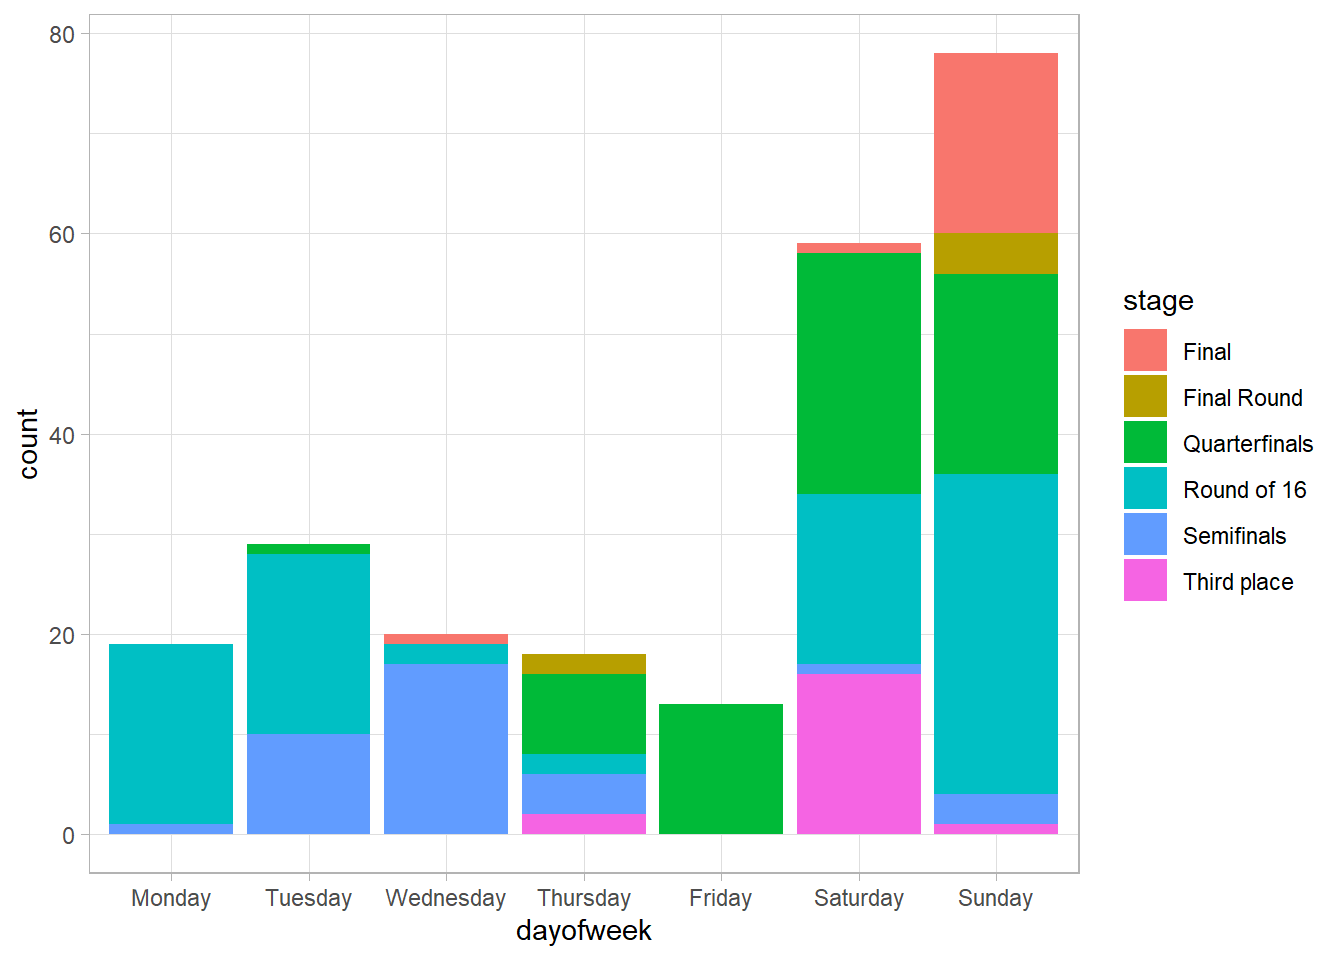 80
60
40
20
0
count
Monday Tuesday Wednesday Thursday Friday Saturday Sunday
dayofweek
stage
Final
Final Round
Quarterfinals
Round of 16
Semifinals
Third place